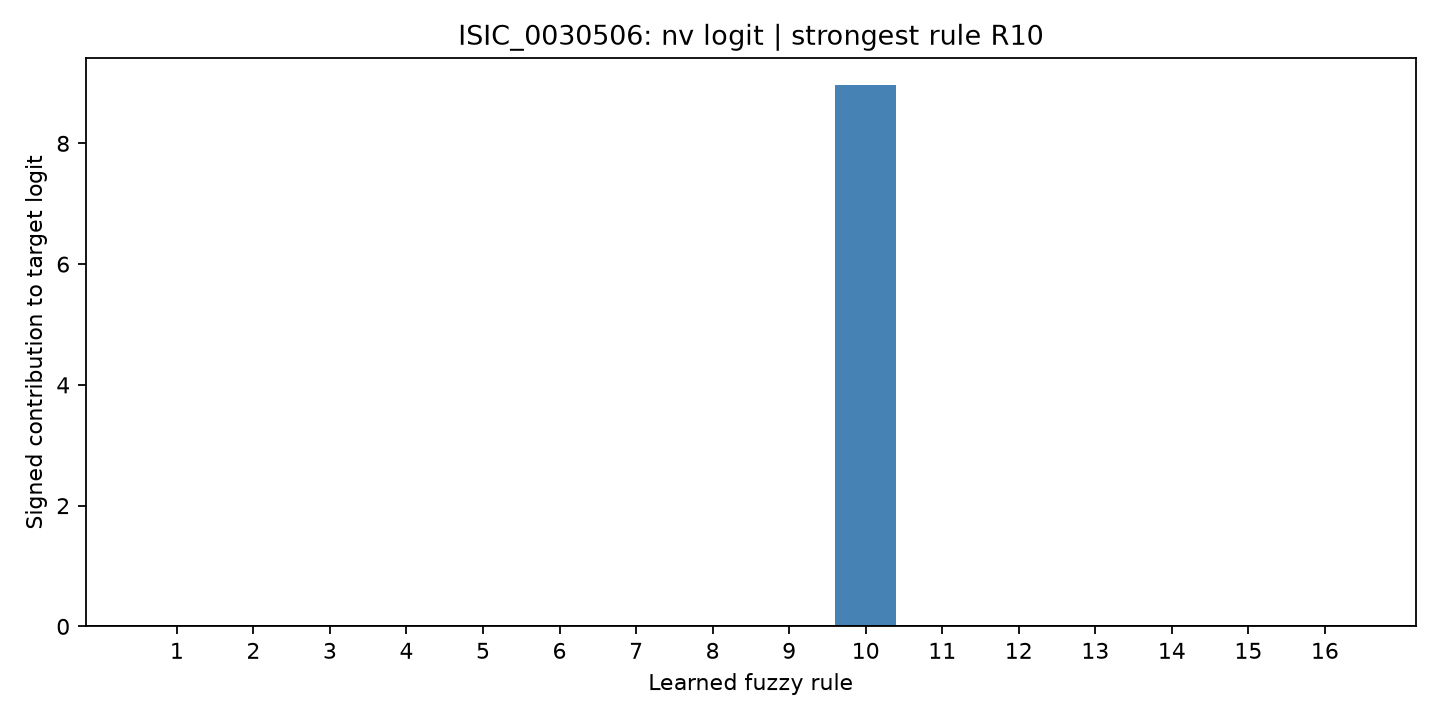 ISIC_0030506: nv logit | strongest rule R10
Signed contribution to target logit
8
6
4
2
0
1 2 3 4 5 6 7 8 9 10 11 12 13 14 15 16
Learned fuzzy rule